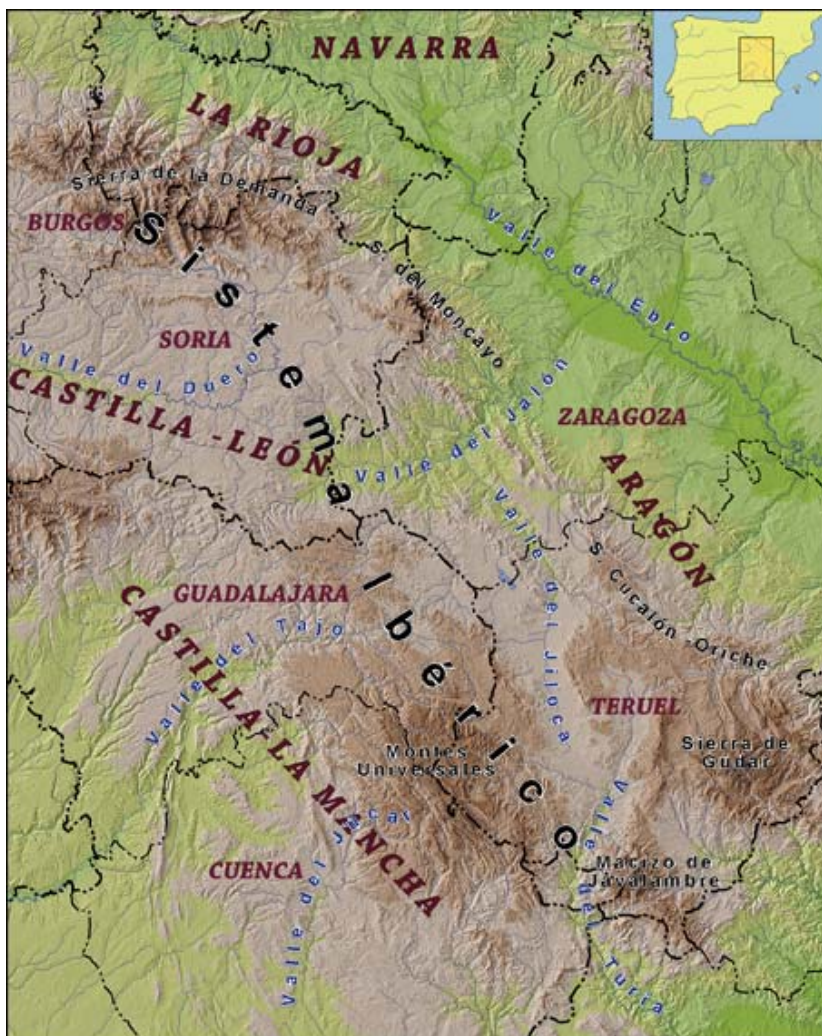 NAVARRA
LA RIOJA
Sierra de la Demanda
BURGOS
Sistema Ibérico
S. del Moncayo
Valle del Ebro
SORIA
Valle del Duero
CASTILLA -LEÓN
Valle del Jalón
ZARAGOZA
ARAGÓN
Valle del Jiloca
S. Cucalón -Oriche
GUADALAJARA
CASTILLA-LA MANCHA
Valle del Tajo
TERUEL
Montes
Universales
Sierra de
Gudar
Valle del Júcar
CUENCA
Macizo de
Javalambre
Valle del Turia